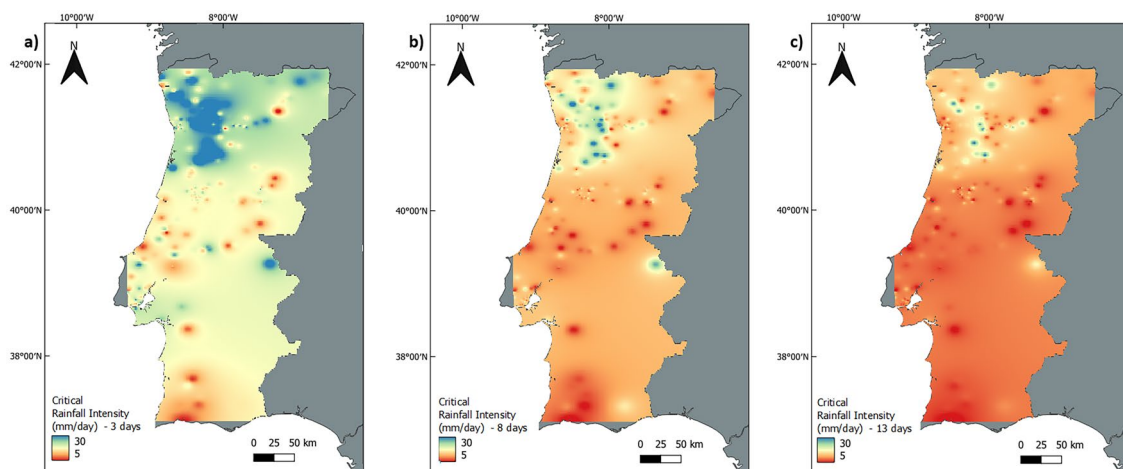 10°00'W 8°00'W
a)
N
42°00'N
40°00'N
38°00'N
Critical
Rainfall Intensity
(mm/day) - 3 days
30
5
0 25 50 km
10°00'W 8°00'W
b)
N
42°00'N
40°00'N
38°00'N
Critical
Rainfall Intensity
(mm/day) - 8 days
30
5
0 25 50 km
10°00'W 8°00'W
c)
N
42°00'N
40°00'N
38°00'N
Critical
Rainfall Intensity
(mm/day) - 13 days
30
5
0 25 50 km